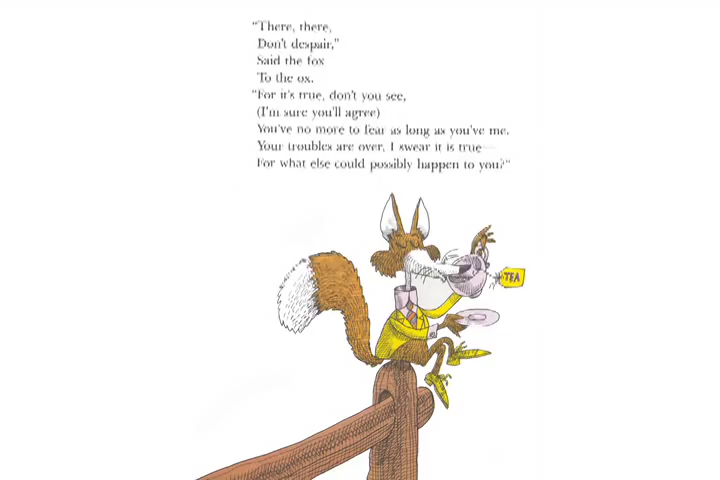 "There, there,
Don't despair,"
Said the fox
To the ox.
"For it's true, don't you see,
(I'm sure you'll agree)
You've no more to fear as long as you've me.
Your troubles are over, I swear it is true—
For what else could possibly happen to you?"
TEA